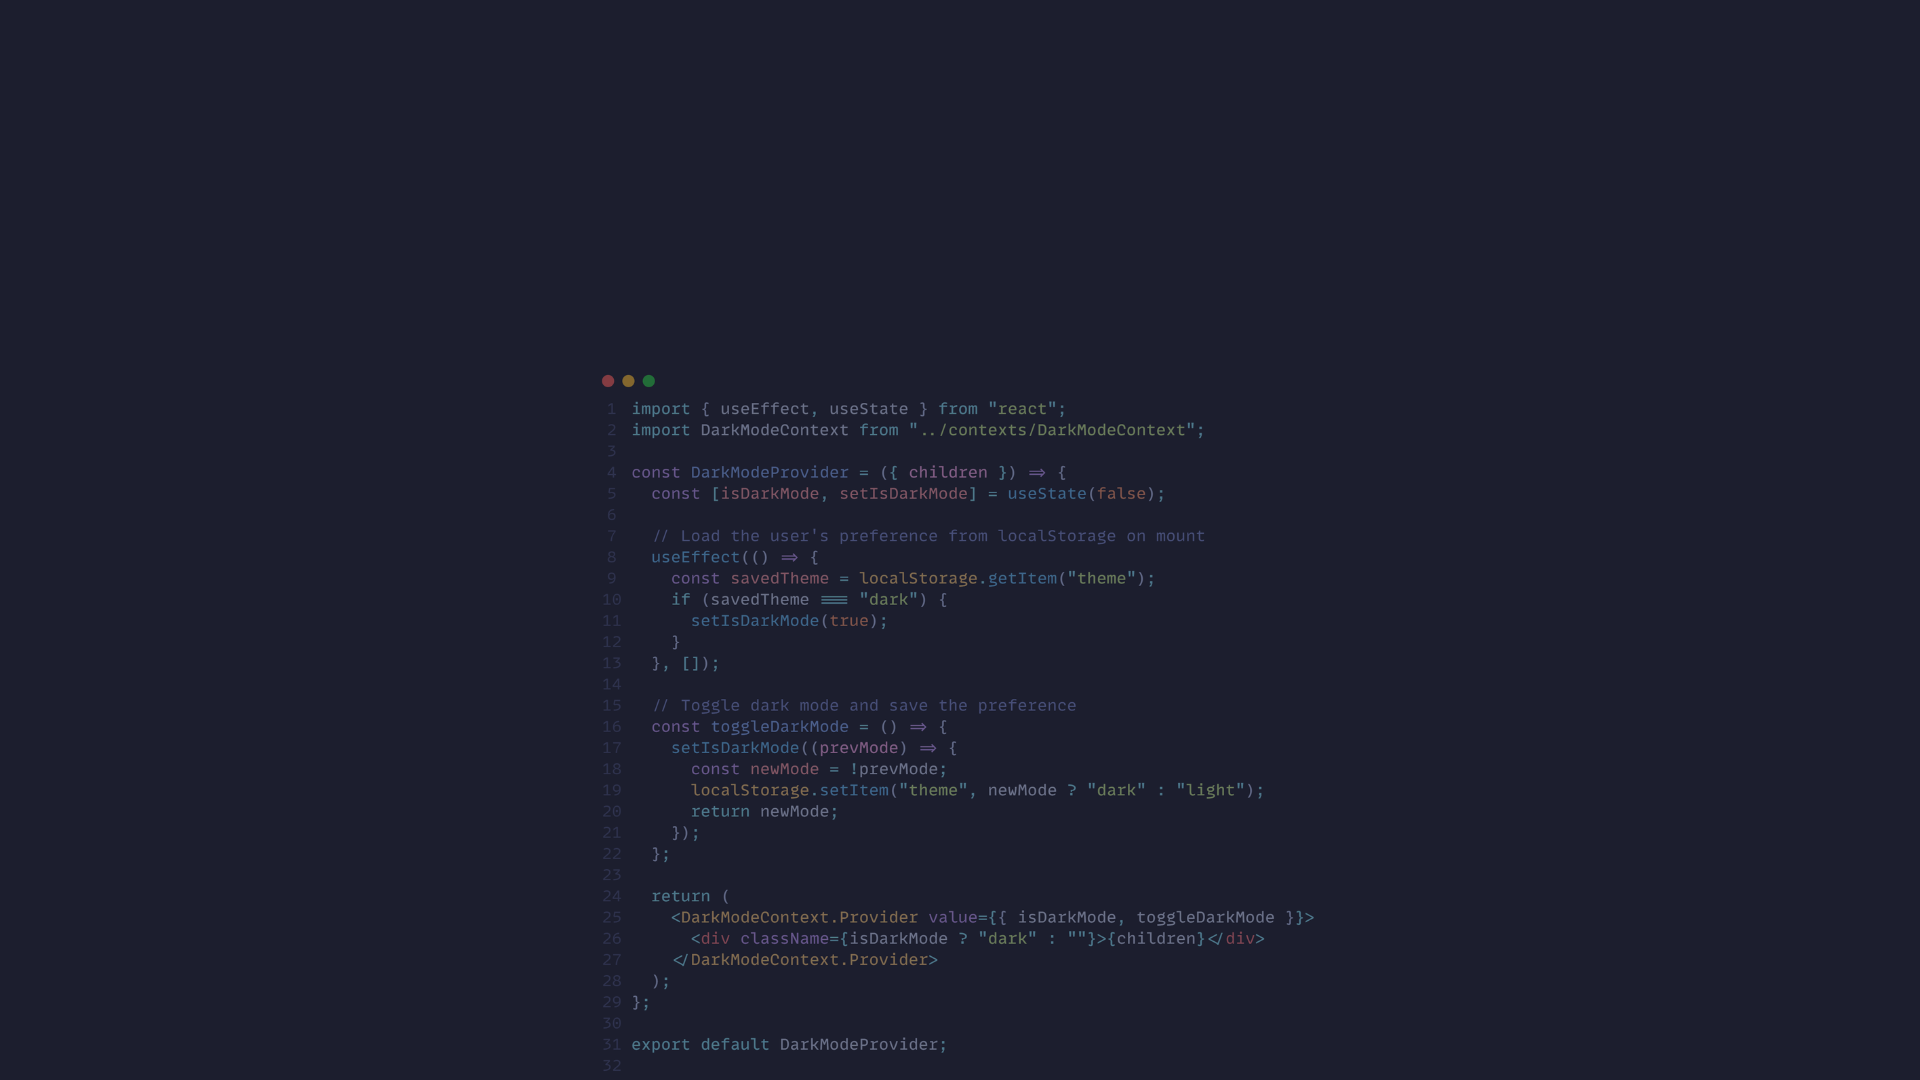 1 import { useEffect, useState } from "react";
2 import DarkModeContext from "../contexts/DarkModeContext";
3
4 const DarkModeProvider = ({ children }) => {
5   const [isDarkMode, setIsDarkMode] = useState(false);
6
7   // Load the user's preference from localStorage on mount
8   useEffect(() => {
9     const savedTheme = localStorage.getItem("theme");
10     if (savedTheme === "dark") {
11       setIsDarkMode(true);
12     }
13   }, []);
14
15   // Toggle dark mode and save the preference
16   const toggleDarkMode = () => {
17     setIsDarkMode((prevMode) => {
18       const newMode = !prevMode;
19       localStorage.setItem("theme", newMode ? "dark" : "light");
20       return newMode;
21     });
22   };
23
24   return (
25     <DarkModeContext.Provider value={{ isDarkMode, toggleDarkMode }}>
26       <div className={isDarkMode ? "dark" : ""}>{children}</div>
27     </DarkModeContext.Provider>
28   );
29 };
30
31 export default DarkModeProvider;
32